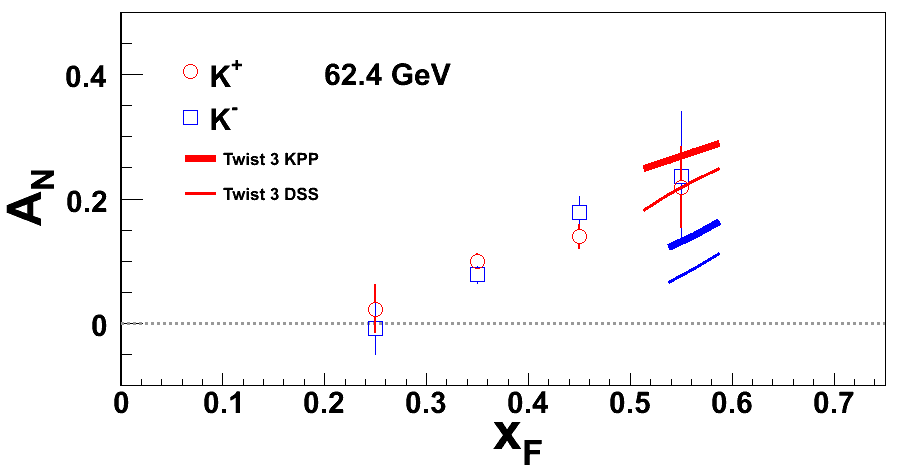 K+ 62.4 GeV
K-
Twist 3 KPP
Twist 3 DSS
AN
0.4
0.2
0
0 0.1 0.2 0.3 0.4 0.5 0.6 0.7
xF